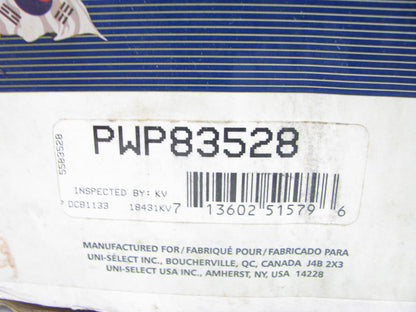 PWP83528
5583528
INSPECTED BY: KV
DCB1133 18431KV
7 13602 51579 6
MANUFACTURED FOR/FABRIQUÉ POUR/FABRICADO PARA
UNI-SÉLECT INC., BOUCHERVILLE, QC, CANADA J4B 2X3
UNI-SELECT USA INC., AMHERST, NY, USA 14228